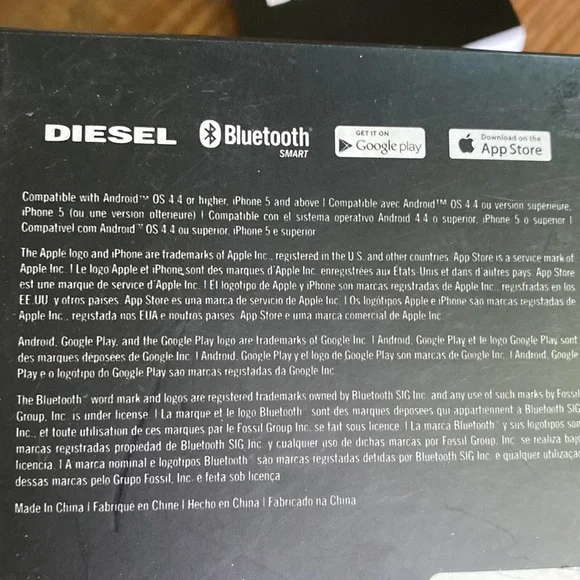 DIESEL Bluetooth® SMART GET IT ON Google play Download on the App Store
Compatible with Android™ OS 4.4 or higher, iPhone 5 and above | Compatible avec Android™ OS 4.4 ou version supérieure,
iPhone 5 (ou une version ultérieure) | Compatible con el sistema operativo Android 4.4 o superior, iPhone 5 o superior |
Compatível com Android™ OS 4.4 ou superior, iPhone 5 e superior
The Apple logo and iPhone are trademarks of Apple Inc., registered in the U.S. and other countries. App Store is a service mark of
Apple Inc. | Le logo Apple et iPhone sont des marques d'Apple Inc. enregistrées aux États-Unis et dans d'autres pays. App Store
est une marque de service d'Apple Inc. | El logotipo de Apple y iPhone son marcas registradas de Apple Inc., registradas en los
EE.UU. y otros países. App Store es una marca de servicio de Apple Inc. | Os logótipos Apple e iPhone são marcas registadas de
Apple Inc., registada nos EUA e noutros países. App Store é uma marca comercial de Apple Inc.
Android, Google Play, and the Google Play logo are trademarks of Google Inc. | Android, Google Play et le logo Google Play sont
des marques déposées de Google Inc. | Android, Google Play y el logo de Google Play son marcas de Google Inc. | Android, Google
Play e o logótipo do Google Play são marcas registadas da Google Inc.
The Bluetooth® word mark and logos are registered trademarks owned by Bluetooth SIG Inc. and any use of such marks by Fossil
Group, Inc. is under license. | La marque et le logo Bluetooth® sont des marques déposées qui appartiennent à Bluetooth SIG
Inc., et toute utilisation de ces marques par le Fossil Group Inc. se fait sous licence. | La marca Bluetooth® y sus logotipos son
marcas registradas propiedad de Bluetooth SIG Inc. y cualquier uso de dichas marcas por Fossil Group, Inc. se realiza bajo
licencia. | A marca nominal e logótipos Bluetooth® são marcas registadas detidas por Bluetooth SIG Inc. e qualquer utilização
dessas marcas pelo Grupo Fossil, Inc. é feita sob licença
Made In China | Fabriqué en Chine | Hecho en China | Fabricado na China